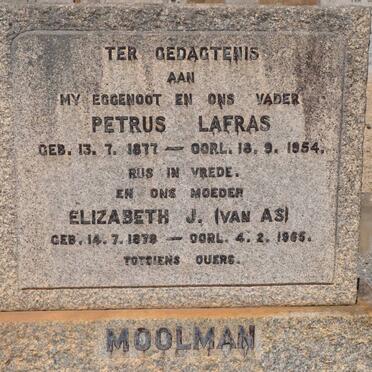 TER GEDAGTENIS
AAN
MY EGGENOOT EN ONS VADER
PETRUS LAFRAS
GEB. 13. 7. 1877 — OORL. 18. 9. 1954.
RUS IN VREDE.
EN ONS MOEDER
ELIZABETH J. (VAN AS)
GEB. 14. 7. 1879 — OORL. 4. 2. 1965.
TOTSIENS OUERS.
MOOLMAN